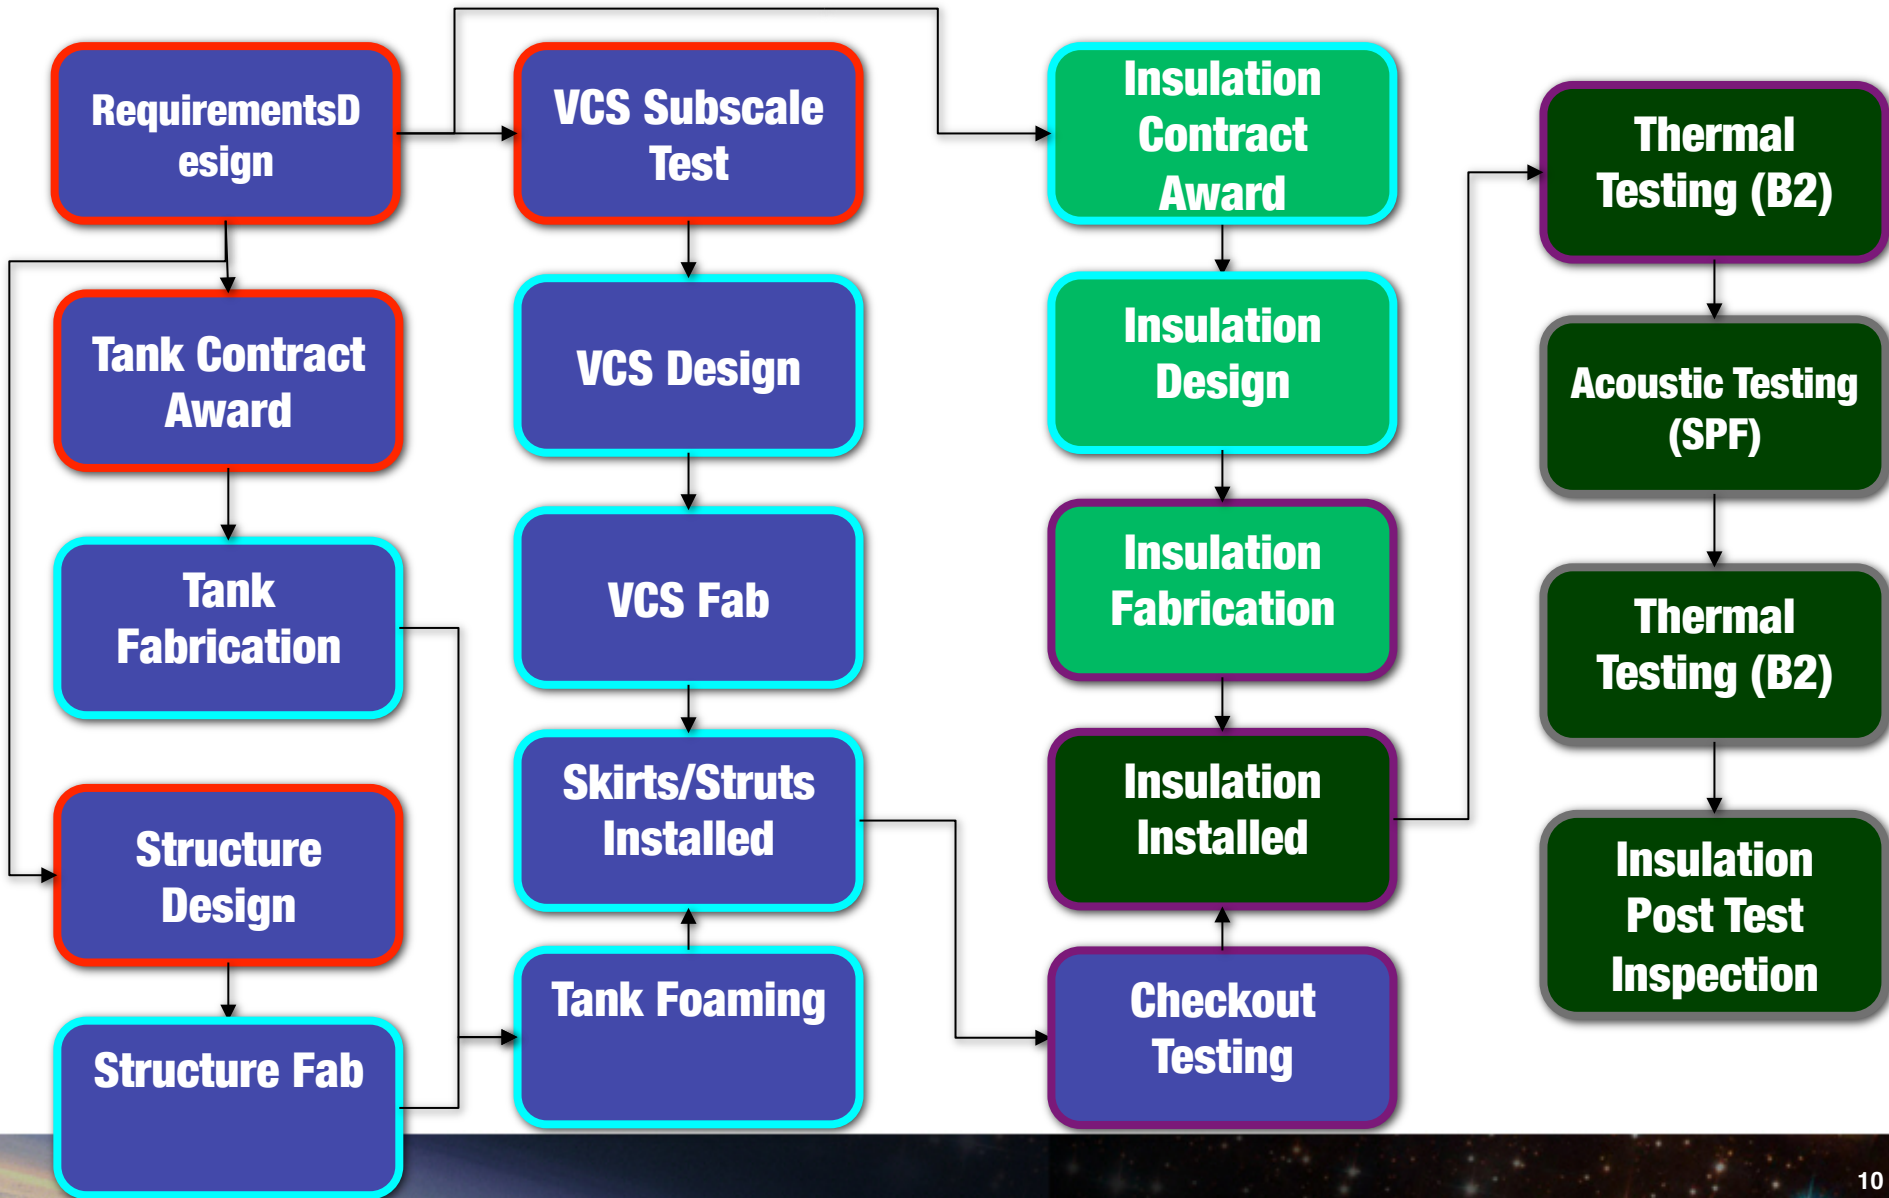 RequirementsD
esign
Tank Contract
Award
Tank
Fabrication
Structure
Design
Structure Fab
VCS Subscale
Test
VCS Design
VCS Fab
Skirts/Struts
Installed
Tank Foaming
Insulation
Contract
Award
Insulation
Design
Insulation
Fabrication
Insulation
Installed
Checkout
Testing
Thermal
Testing (B2)
Acoustic Testing
(SPF)
Thermal
Testing (B2)
Insulation
Post Test
Inspection
10